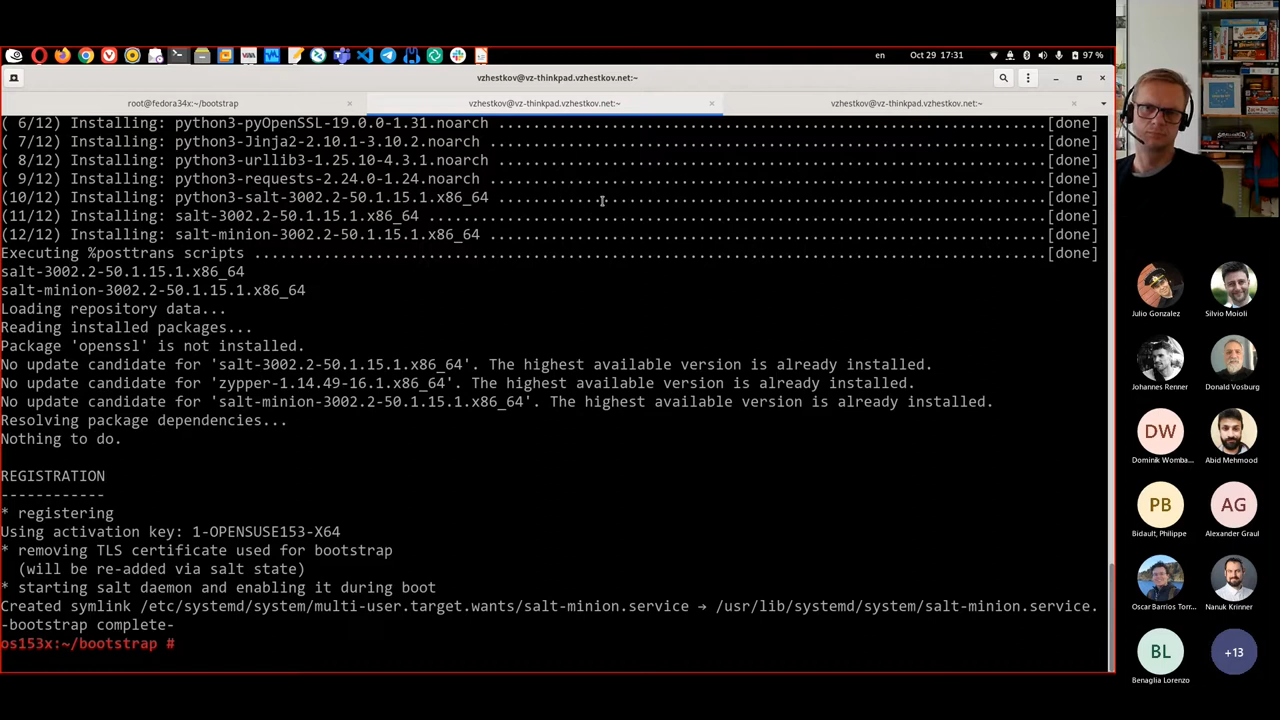 en
Oct 29 17:31
97 %
vzhestkov@vz-thinkpad.vzhestkov.net:~
root@fedora34x:~/bootstrap
vzhestkov@vz-thinkpad.vzhestkov.net:~
vzhestkov@vz-thinkpad.vzhestkov.net:~
( 6/12) Installing: python3-pyOpenSSL-19.0.0-1.31.noarch ................................................................[done]
( 7/12) Installing: python3-Jinja2-2.10.1-3.10.2.noarch .................................................................[done]
( 8/12) Installing: python3-urllib3-1.25.10-4.3.1.noarch ................................................................[done]
( 9/12) Installing: python3-requests-2.24.0-1.24.noarch .................................................................[done]
(10/12) Installing: python3-salt-3002.2-50.1.15.1.x86_64 ................................................................[done]
(11/12) Installing: salt-3002.2-50.1.15.1.x86_64 ........................................................................[done]
(12/12) Installing: salt-minion-3002.2-50.1.15.1.x86_64 .................................................................[done]
Executing %posttrans scripts ............................................................................................[done]
salt-3002.2-50.1.15.1.x86_64
salt-minion-3002.2-50.1.15.1.x86_64
Loading repository data...
Reading installed packages...
Package 'openssl' is not installed.
No update candidate for 'salt-3002.2-50.1.15.1.x86_64'. The highest available version is already installed.
No update candidate for 'zypper-1.14.49-16.1.x86_64'. The highest available version is already installed.
No update candidate for 'salt-minion-3002.2-50.1.15.1.x86_64'. The highest available version is already installed.
Resolving package dependencies...
Nothing to do.
REGISTRATION
------------
* registering
Using activation key: 1-OPENSUSE153-X64
* removing TLS certificate used for bootstrap
(will be re-added via salt state)
* starting salt daemon and enabling it during boot
Created symlink /etc/systemd/system/multi-user.target.wants/salt-minion.service → /usr/lib/systemd/system/salt-minion.service.
-bootstrap complete-
os153x:~/bootstrap #
Julio Gonzalez
Silvio Moioli
Johannes Renner
Donald Vosburg
DW
Dominik Womba...
Abid Mehmood
PB
Bidault, Philippe
AG
Alexander Graul
Oscar Barrios Torr...
Nanuk Krinner
BL
Benaglia Lorenzo
+13